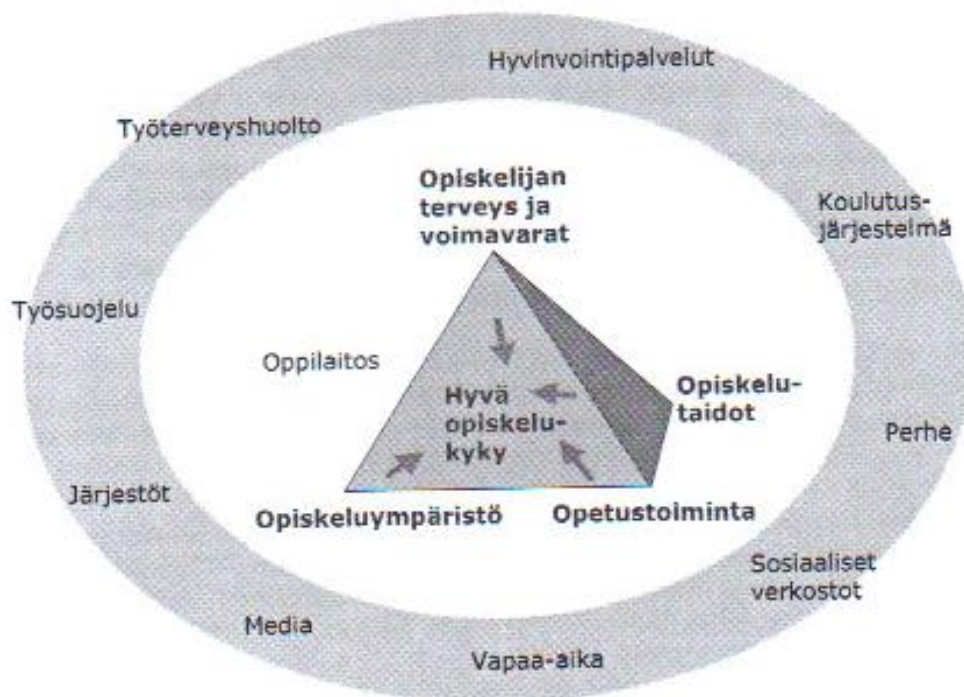 Hyvinvointipalvelut
Työterveyshuolto
Opiskelijan
terveys ja
voimavarat
Koulutus-
järjestelmä
Työsuojelu
Oppilaitos
Hyvä
opiskelu-
kyky
Opiskelu-
taidot
Perhe
Järjestöt
Opiskeluympäristö
Opetustoiminta
Sosiaaliset
verkostot
Media
Vapaa-aika